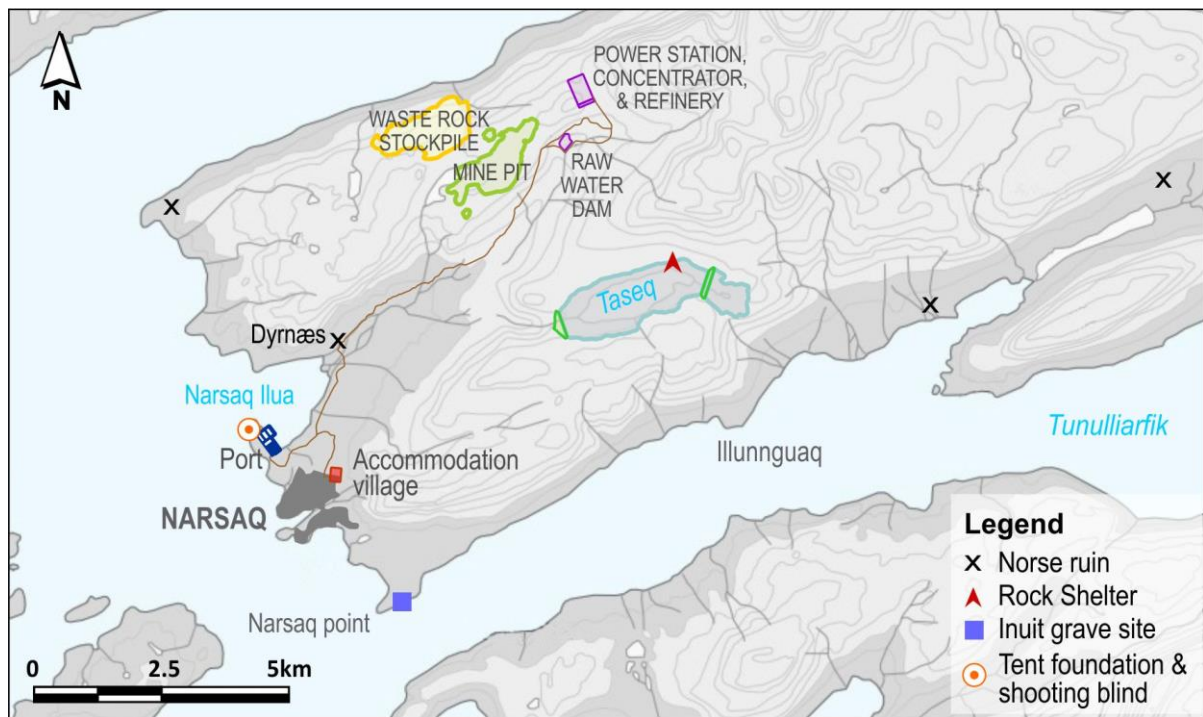 N
POWER STATION,
CONCENTRATOR,
& REFINERY
WASTE ROCK
STOCKPILE
MINE PIT
RAW
WATER
DAM
Taseq
Dyrnæs
Narsaq Ilua
Port
Accommodation
village
NARSAQ
Illunnguaq
Tunulliarfik
Narsaq point
0 2.5 5km
Legend
Norse ruin
Rock Shelter
Inuit grave site
Tent foundation &
shooting blind